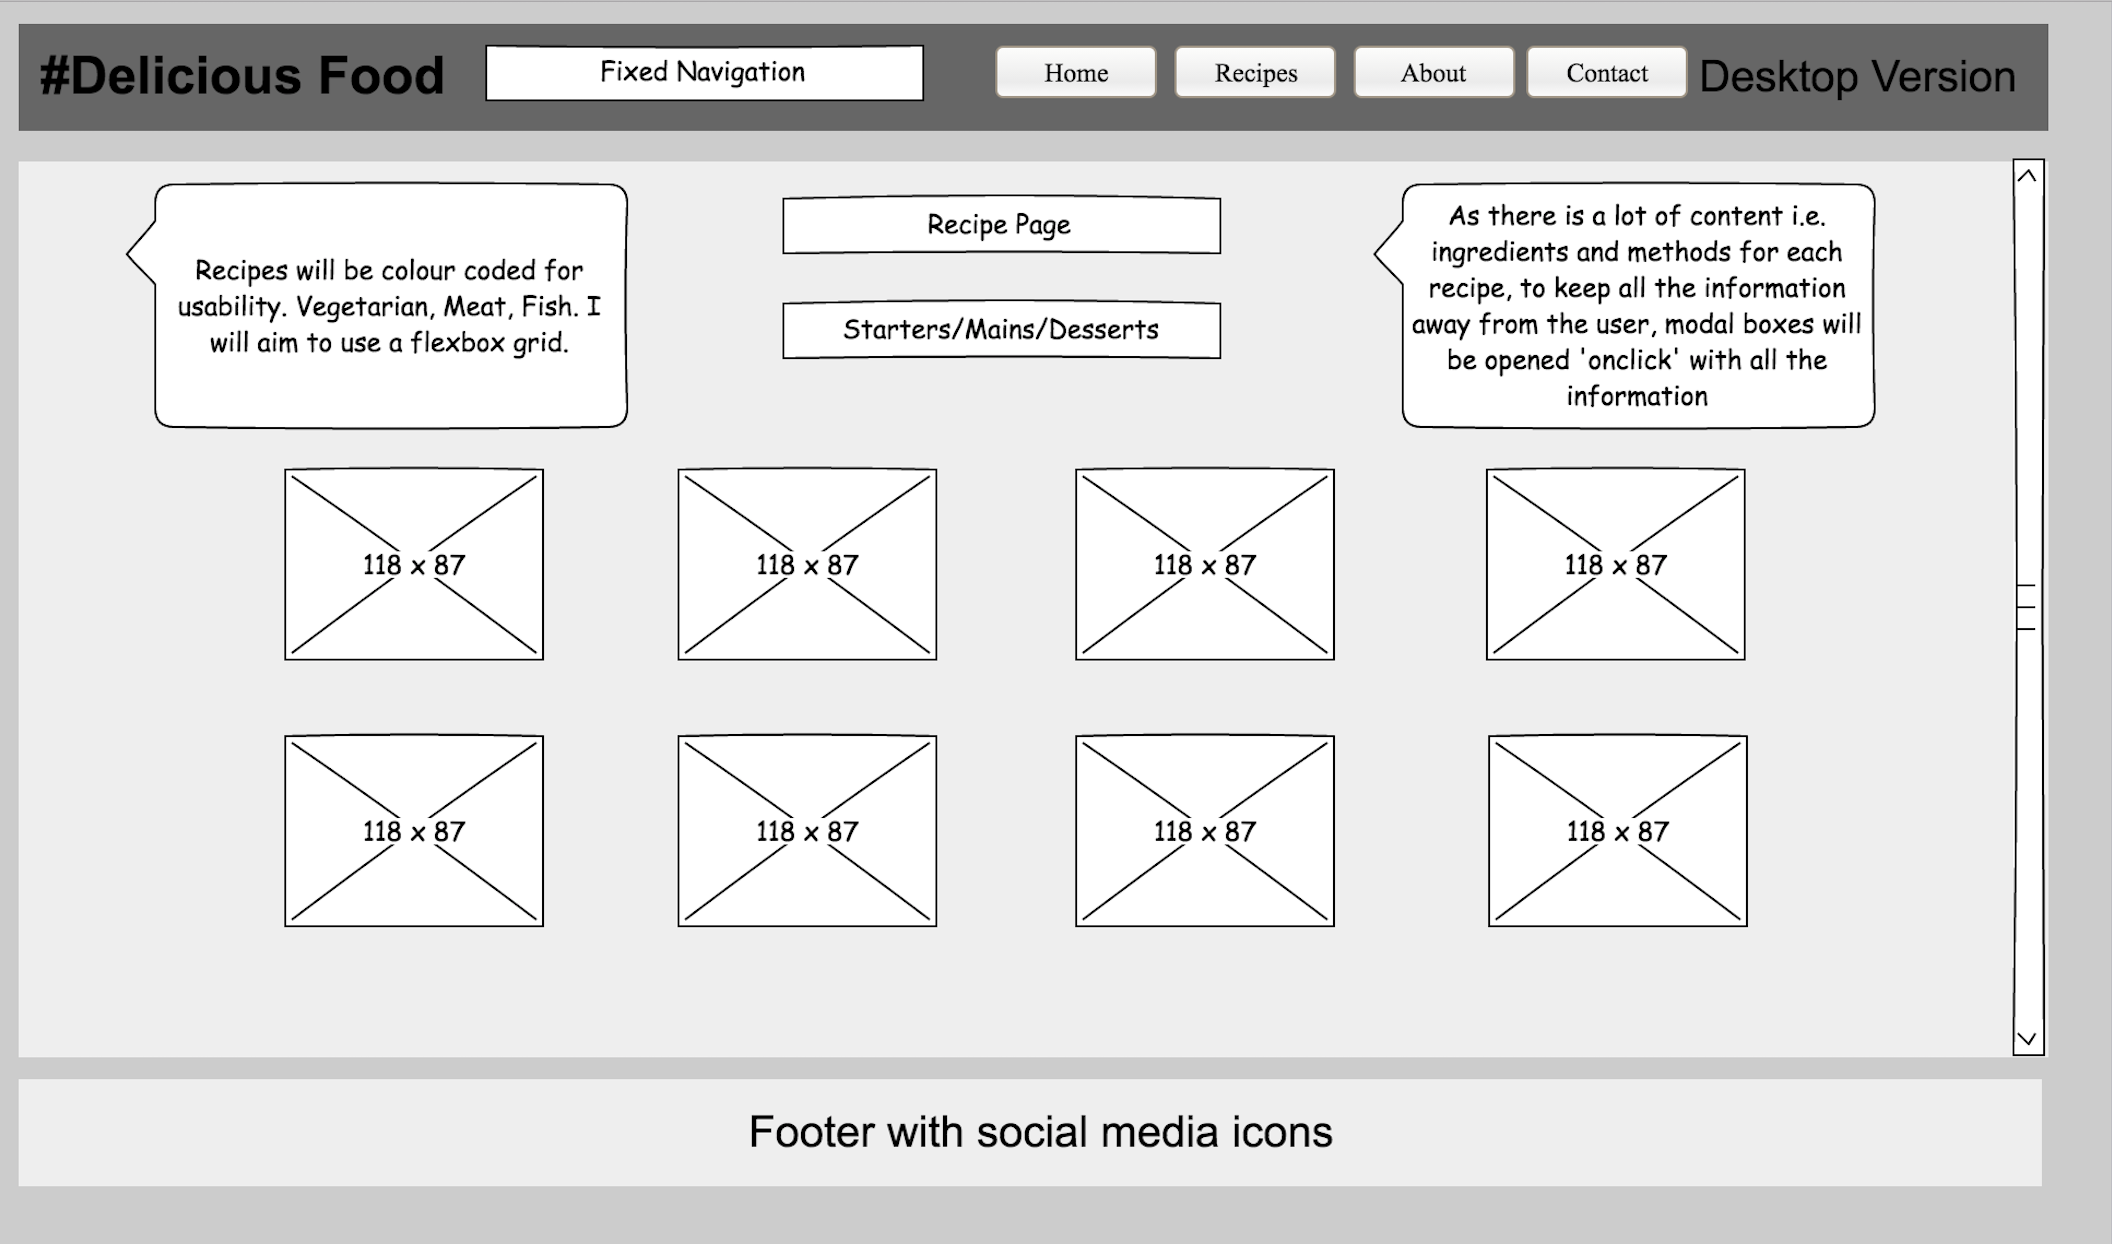 #Delicious Food
Fixed Navigation
Home
Recipes
About
Contact
Desktop Version
Recipes will be colour coded for
usability. Vegetarian, Meat, Fish. I
will aim to use a flexbox grid.
Recipe Page
Starters/Mains/Desserts
As there is a lot of content i.e.
ingredients and methods for each
recipe, to keep all the information
away from the user, modal boxes will
be opened 'onclick' with all the
information
118 x 87
118 x 87
118 x 87
118 x 87
118 x 87
118 x 87
118 x 87
118 x 87
Footer with social media icons